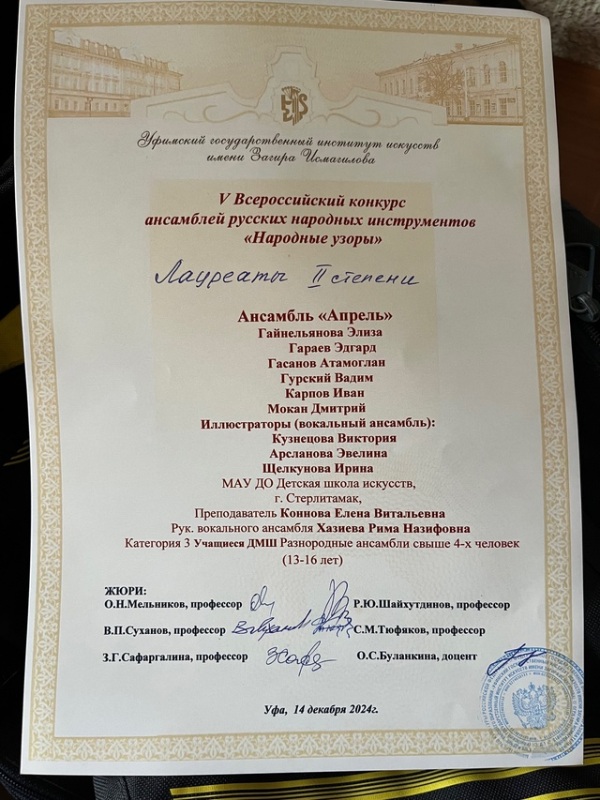 Уфимский государственный институт искусств
имени Загира Исмагилова
V Всероссийский конкурс
ансамблей русских народных инструментов
«Народные узоры»
Лауреаты II степени
Ансамбль «Апрель»
Гайнельянова Элиза
Гараев Эдгард
Гасанов Атамоглан
Гурский Вадим
Карпов Иван
Мокан Дмитрий
Иллюстраторы (вокальный ансамбль):
Кузнецова Виктория
Арсланова Эвелина
Щелкунова Ирина
МАУ ДО Детская школа искусств,
г. Стерлитамак,
Преподаватель Коннова Елена Витальевна
Рук. вокального ансамбля Хазиева Рима Назифовна
Категория 3 Учащиеся ДМШ Разнородные ансамбли свыше 4-х человек
(13-16 лет)
ЖЮРИ:
О.Н.Мельников, профессор Р.Ю.Шайхутдинов, профессор
В.П.Суханов, профессор С.М.Тюфяков, профессор
З.Г.Сафаргалина, профессор О.С.Буланкина, доцент
Уфа, 14 декабря 2024г.